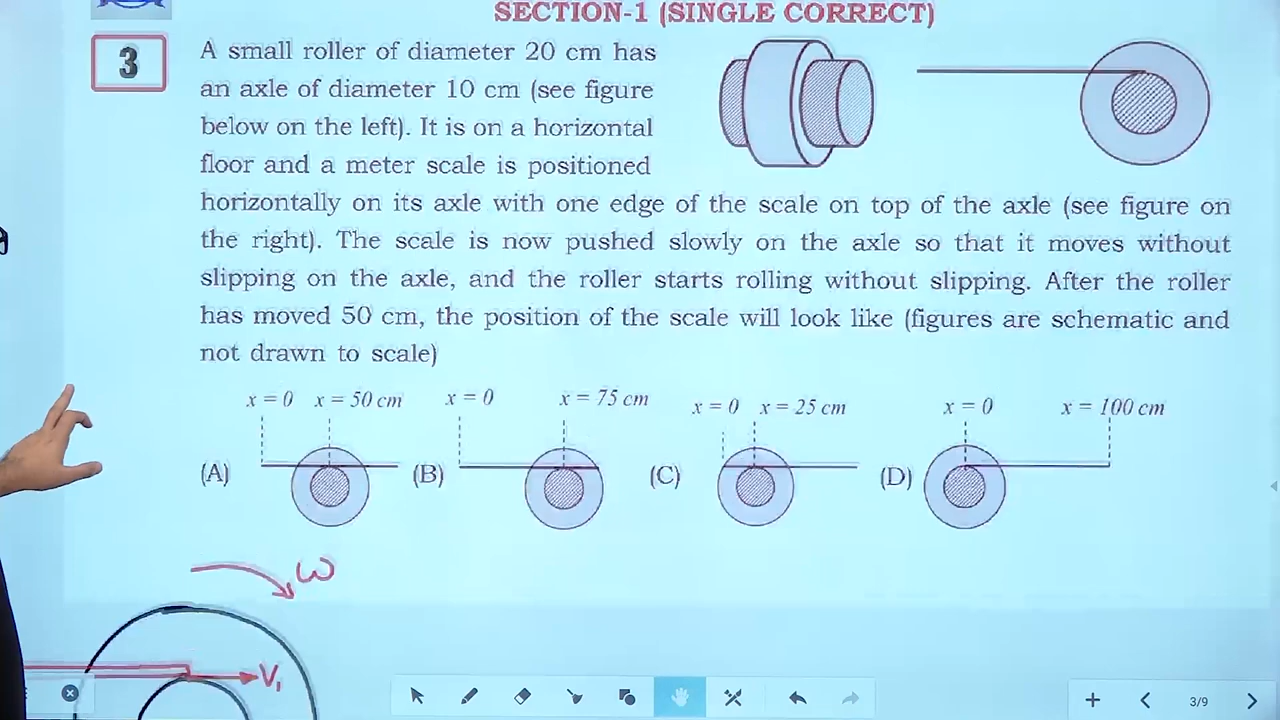 SECTION-1 (SINGLE CORRECT)
3
A small roller of diameter 20 cm has
an axle of diameter 10 cm (see figure
below on the left). It is on a horizontal
floor and a meter scale is positioned
horizontally on its axle with one edge of the scale on top of the axle (see figure on
the right). The scale is now pushed slowly on the axle so that it moves without
slipping on the axle, and the roller starts rolling without slipping. After the roller
has moved 50 cm, the position of the scale will look like (figures are schematic and
not drawn to scale)
x = 0 x = 50 cm x = 0 x = 75 cm x = 0 x = 25 cm x = 0 x = 100 cm
(A) (B) (C) (D)
ω
V₁
3/9